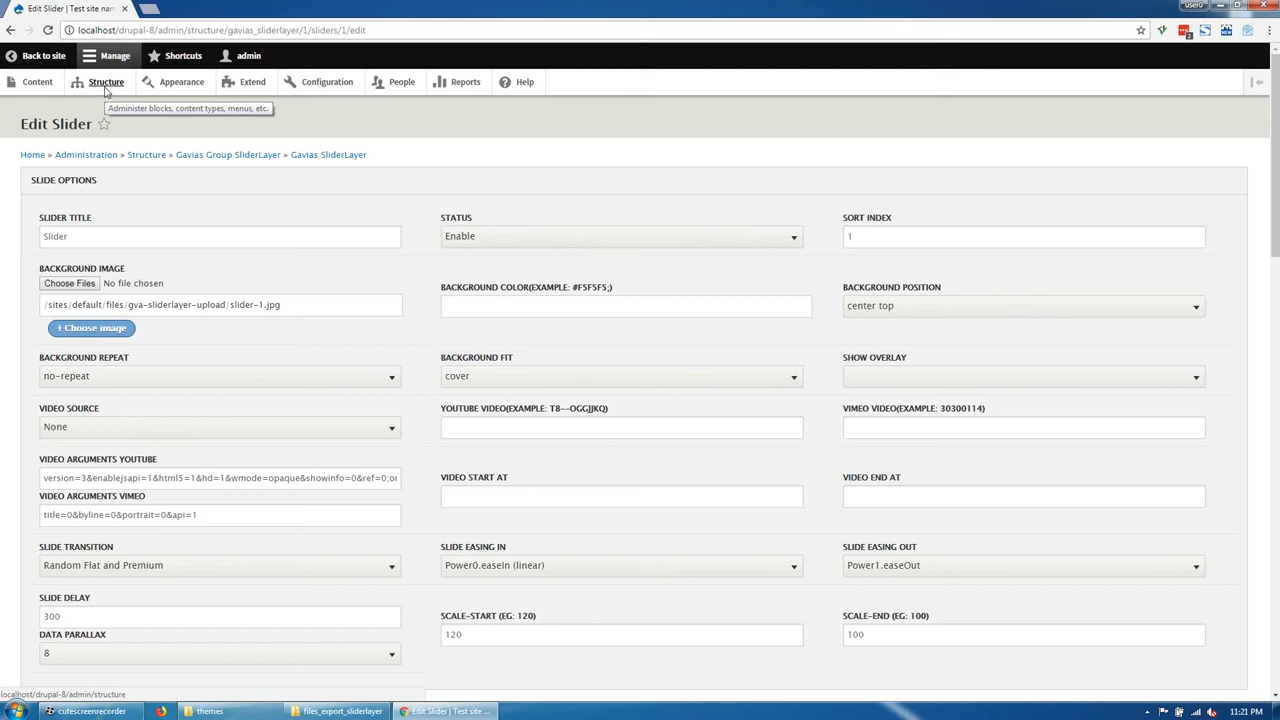 Edit Slider | Test site nam
user0
localhost/drupal-8/admin/structure/gavias_sliderlayer/1/sliders/1/edit
Back to site Manage Shortcuts admin
Content Structure Appearance Extend Configuration People Reports Help
Administer blocks, content types, menus, etc.
Edit Slider
Home » Administration » Structure » Gavias Group SliderLayer » Gavias SliderLayer
SLIDE OPTIONS
SLIDER TITLE STATUS SORT INDEX
Slider Enable 1
BACKGROUND IMAGE
Choose Files No file chosen
BACKGROUND COLOR(EXAMPLE: #F5F5F5;) BACKGROUND POSITION
/sites/default/files/gva-sliderlayer-upload/slider-1.jpg center top
+Choose image
BACKGROUND REPEAT BACKGROUND FIT SHOW OVERLAY
no-repeat cover
VIDEO SOURCE YOUTUBE VIDEO(EXAMPLE: T8--OGGJJKQ) VIMEO VIDEO(EXAMPLE: 30300114)
None
VIDEO ARGUMENTS YOUTUBE
version=3&enablejsapi=1&html5=1&hd=1&wmode=opaque&showinfo=0&ref=0;or VIDEO START AT VIDEO END AT
VIDEO ARGUMENTS VIMEO
title=0&byline=0&portrait=0&api=1
SLIDE TRANSITION SLIDE EASING IN SLIDE EASING OUT
Random Flat and Premium Power0.easeIn (linear) Power1.easeOut
SLIDE DELAY
300 SCALE-START (EG: 120) SCALE-END (EG: 100)
DATA PARALLAX 120 100
8
localhost/drupal-8/admin/structure
cutescreenrecorder themes files_export_sliderlayer Edit Slider | Test site ... 11:21 PM